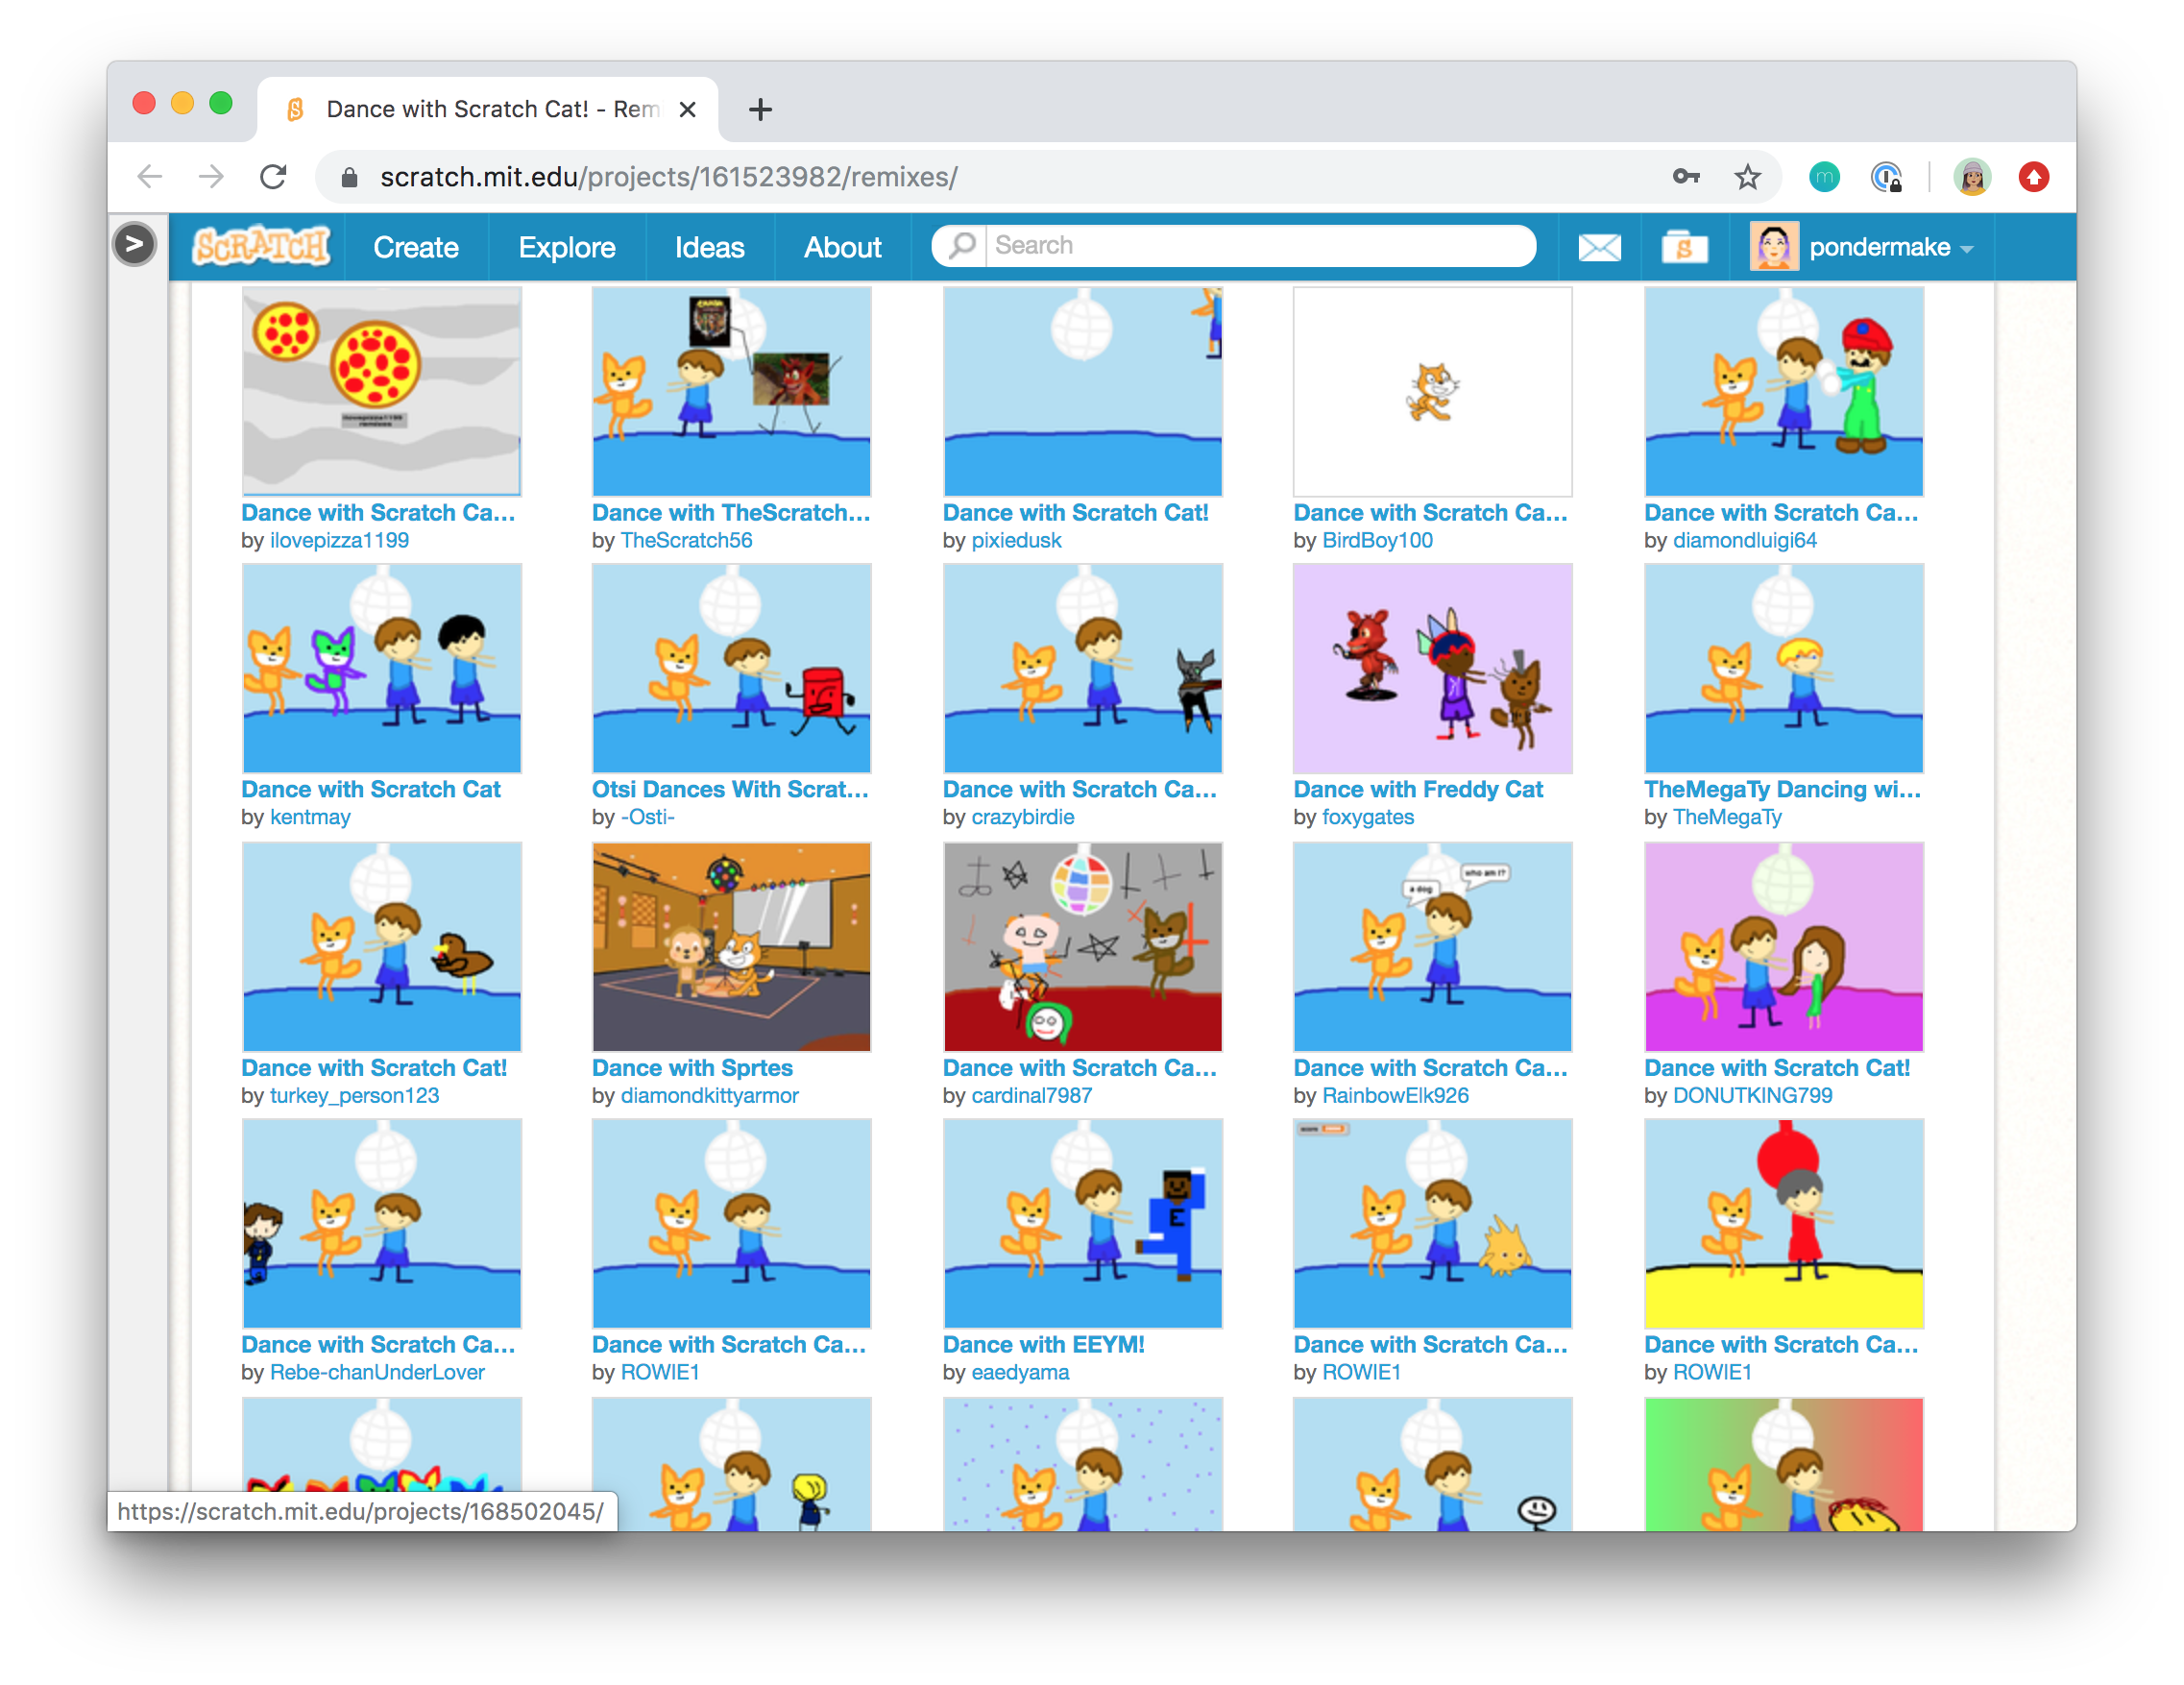 Dance with Scratch Cat! - Rem
scratch.mit.edu/projects/161523982/remixes/
SCRATCH
Create
Explore
Ideas
About
Search
pondermake
ilovepizza1199
remixes
Dance with Scratch Ca...
by ilovepizza1199
Dance with TheScratch...
by TheScratch56
Dance with Scratch Cat!
by pixiedusk
Dance with Scratch Ca...
by BirdBoy100
Dance with Scratch Ca...
by diamondluigi64
Dance with Scratch Cat
by kentmay
Otsi Dances With Scrat...
by -Osti-
Dance with Scratch Ca...
by crazybirdie
Dance with Freddy Cat
by foxygates
TheMegaTy Dancing wi...
by TheMegaTy
a dog
who am i?
Dance with Scratch Cat!
by turkey_person123
Dance with Sprtes
by diamondkittyarmor
Dance with Scratch Ca...
by cardinal7987
Dance with Scratch Ca...
by RainbowElk926
Dance with Scratch Cat!
by DONUTKING799
E
score
Dance with Scratch Ca...
by Rebe-chanUnderLover
Dance with Scratch Ca...
by ROWIE1
Dance with EEYM!
by eaedyama
Dance with Scratch Ca...
by ROWIE1
Dance with Scratch Ca...
by ROWIE1
https://scratch.mit.edu/projects/168502045/